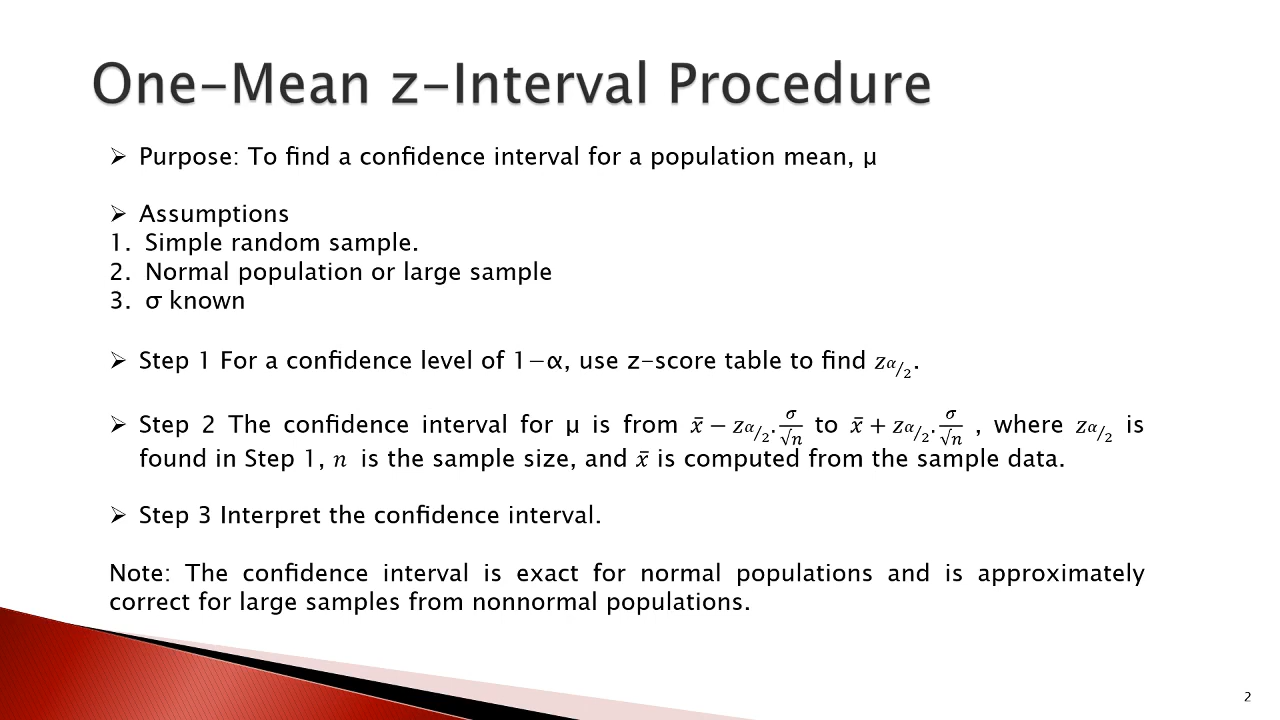 One-Mean z-Interval Procedure
➢ Purpose: To find a confidence interval for a population mean, μ
➢ Assumptions
1. Simple random sample.
2. Normal population or large sample
3. σ known
➢ Step 1 For a confidence level of 1−α, use z-score table to find z_{α/2}.
➢ Step 2 The confidence interval for μ is from x̄ − z_{α/2}.σ/√n to x̄ + z_{α/2}.σ/√n , where z_{α/2} is
found in Step 1, n is the sample size, and x̄ is computed from the sample data.
➢ Step 3 Interpret the confidence interval.
Note: The confidence interval is exact for normal populations and is approximately
correct for large samples from nonnormal populations.
2